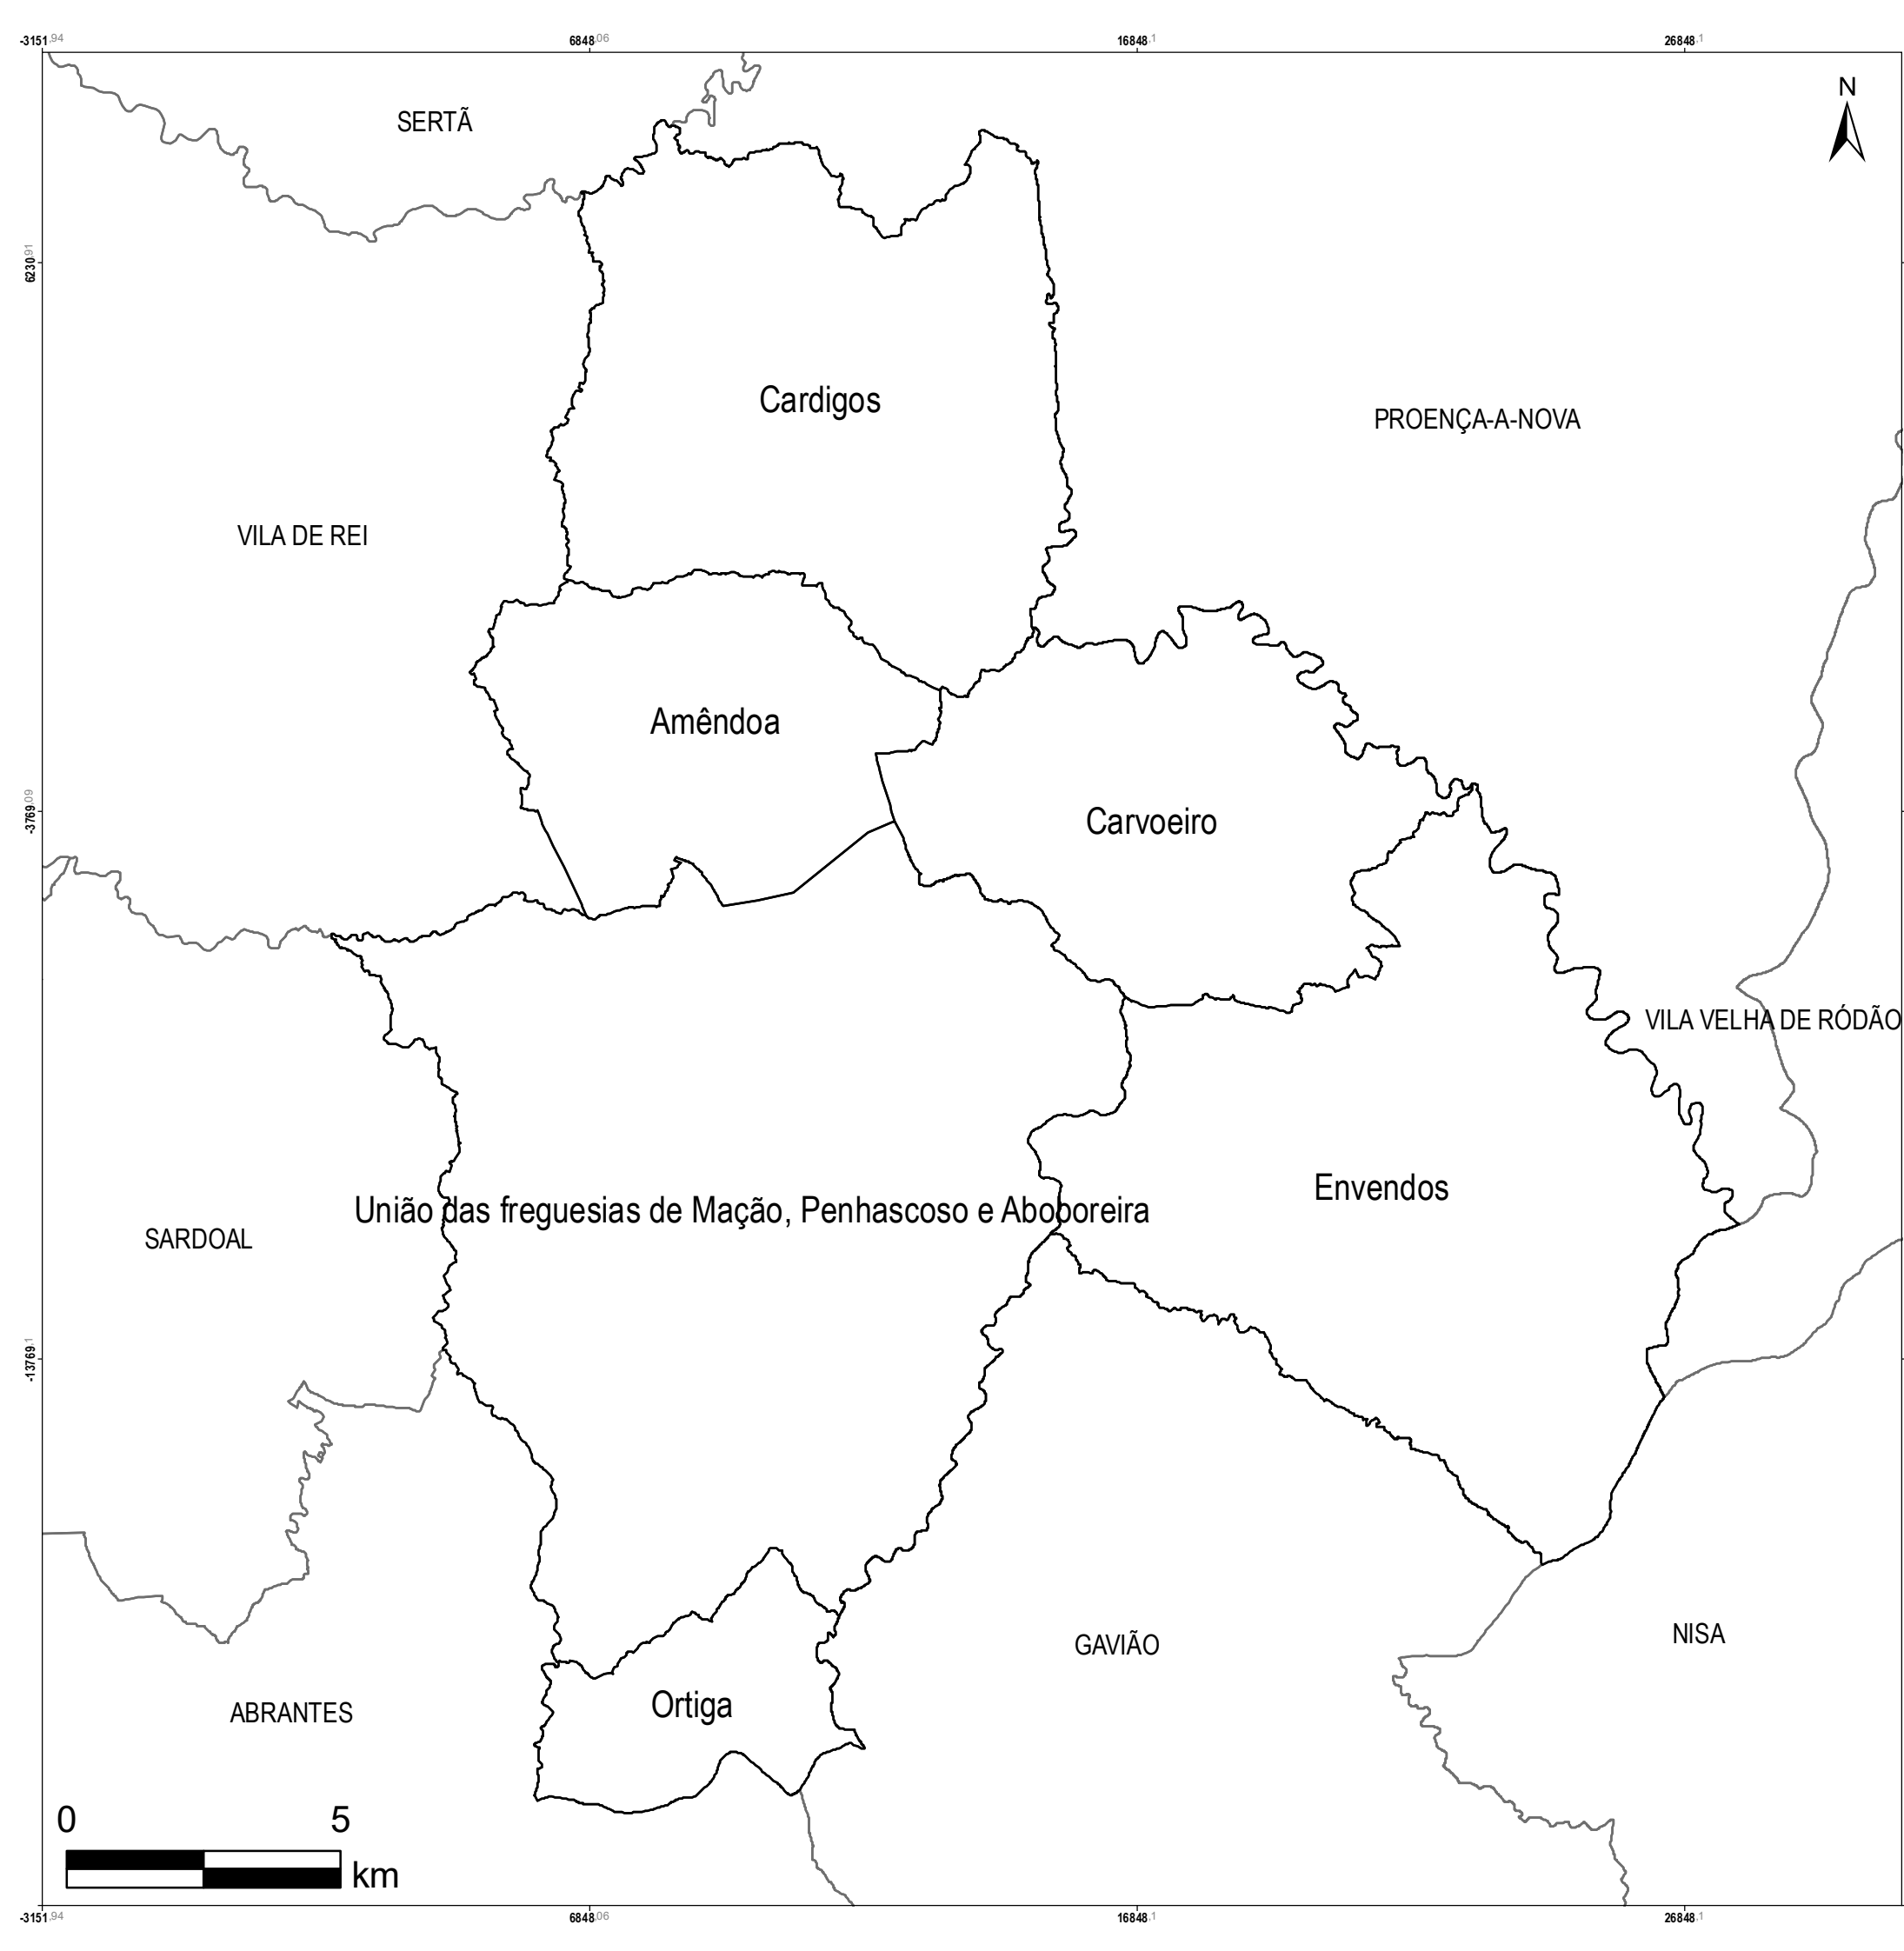 -3151,94 6848,06 16848,1 26848,1
N
SERTÃ
6230,91
Cardigos
PROENÇA-A-NOVA
VILA DE REI
Amêndoa
-3769,09
Carvoeiro
VILA VELHA DE RÓDÃO
Envendos
União das freguesias de Mação, Penhascoso e Aboboreira
SARDOAL
-13769,1
NISA
GAVIÃO
Ortiga
ABRANTES
0 5
km
-3151,94 6848,06 16848,1 26848,1